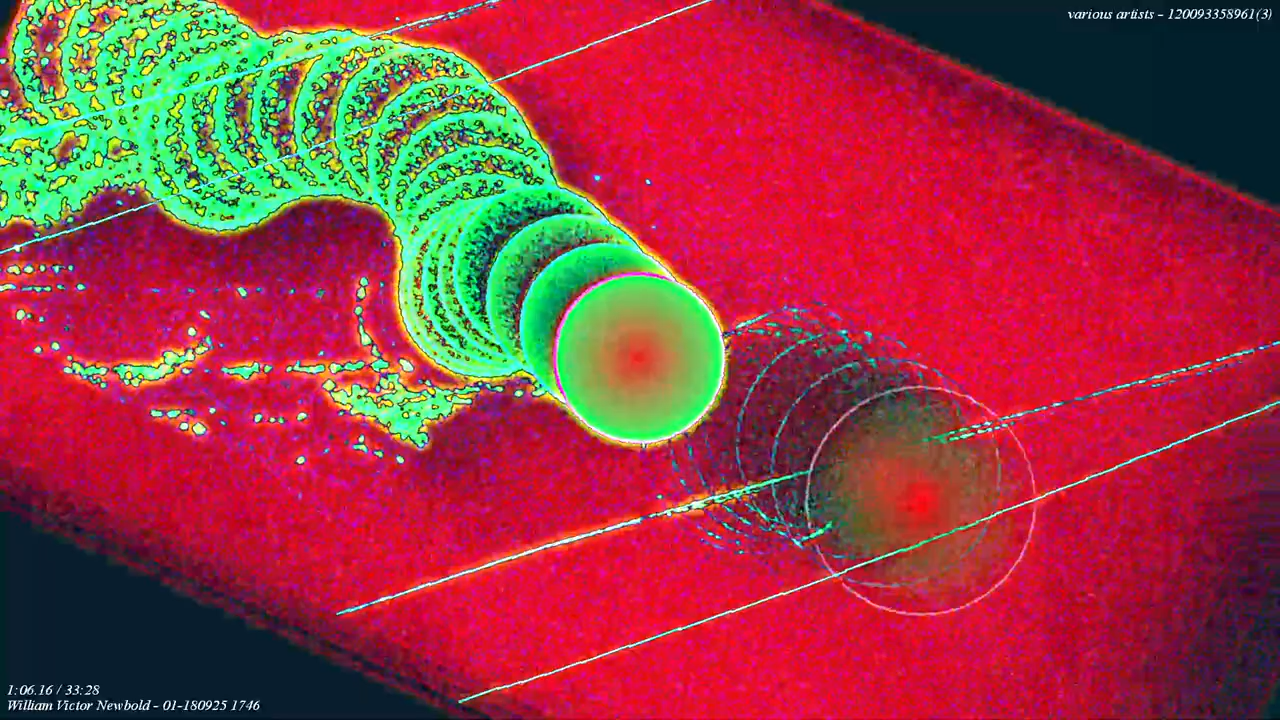 various artists - 120093358961(3)
1:06.16 / 33:28
William Victor Newbold - 01-180925 1746